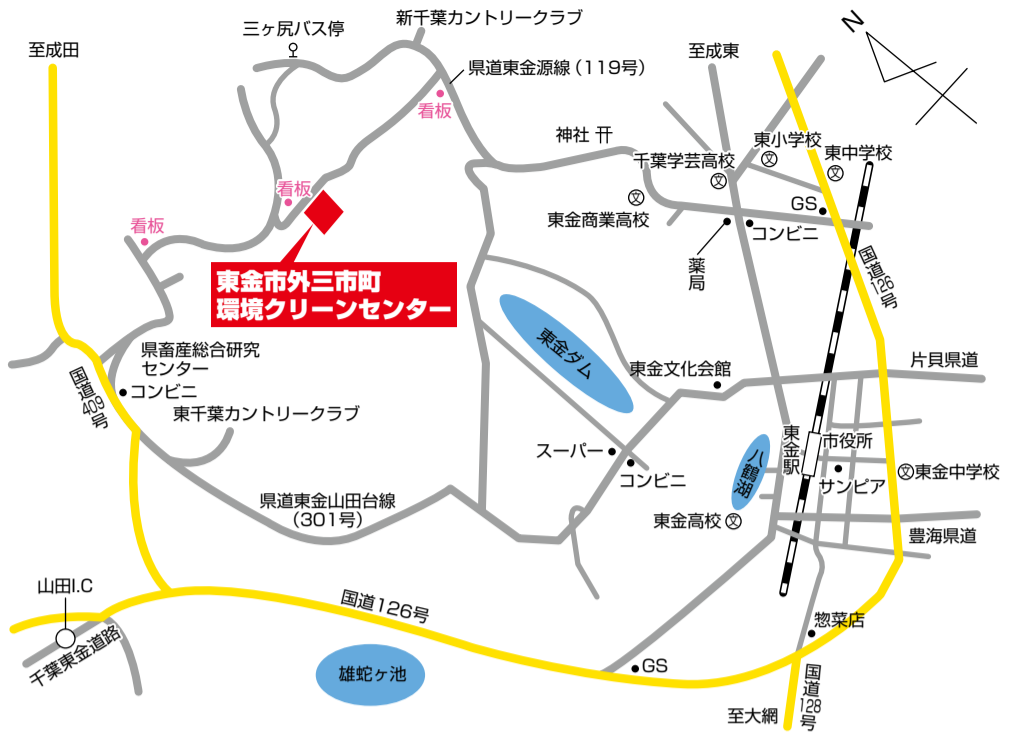 新千葉カントリークラブ
三ヶ尻バス停
N
至成田
至成東
県道東金源線(119号)
看板
神社
東小学校
千葉学芸高校
文
東中学校
文
文
看板
文
GS
東金商業高校
看板
コンビニ
薬局
国道126号
東金市外三市町
環境クリーンセンター
東金ダム
県畜産総合研究
センター
片貝県道
東金文化会館
コンビニ
国道409号
東千葉カントリークラブ
東金駅
市役所
スーパー
八鶴湖
コンビニ
サンピア
文東金中学校
県道東金山田台線
(301号)
東金高校文
豊海県道
山田I.C
国道126号
惣菜店
千葉東金道路
雄蛇ヶ池
GS
国道128号
至大網